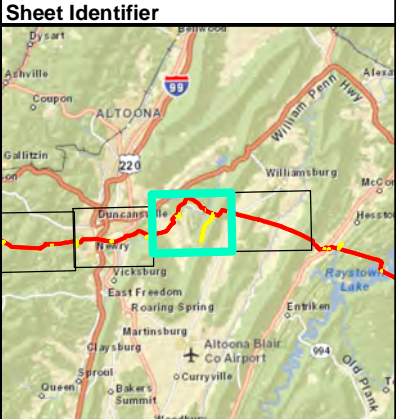 Sheet Identifier
Dysart
Bellwood
Ashville
Coupon
99
ALTOONA
William Penn Hwy
Alexa
Gallitzin
son
220
Williamsburg
McCo
Duncansville
Hessto
Newry
Vicksburg
Raystown
Lake
East Freedom
Roaring Spring
Entriken
Martinsburg
Claysburg
Altoona Blair
Co Airport
994
Old Plank
Sproul
Curryville
Queen
Bakers
Summit
Woodbury